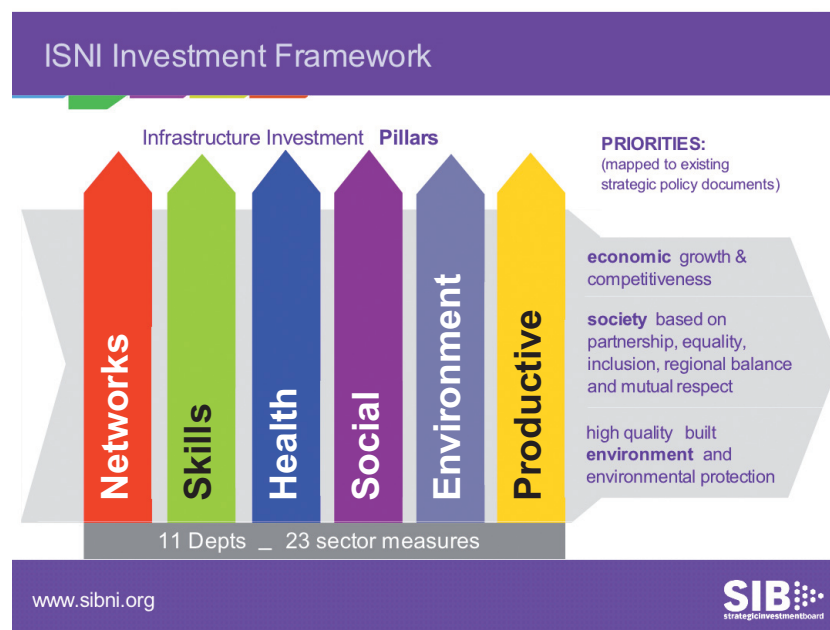 ISNI Investment Framework
Infrastructure Investment Pillars
PRIORITIES:
(mapped to existing
strategic policy documents)
Networks
Skills
Health
Social
Environment
Productive
economic growth &
competitiveness
society based on
partnership, equality,
inclusion, regional balance
and mutual respect
high quality built
environment and
environmental protection
11 Depts _ 23 sector measures
www.sibni.org
SIB
strategicinvestmentboard